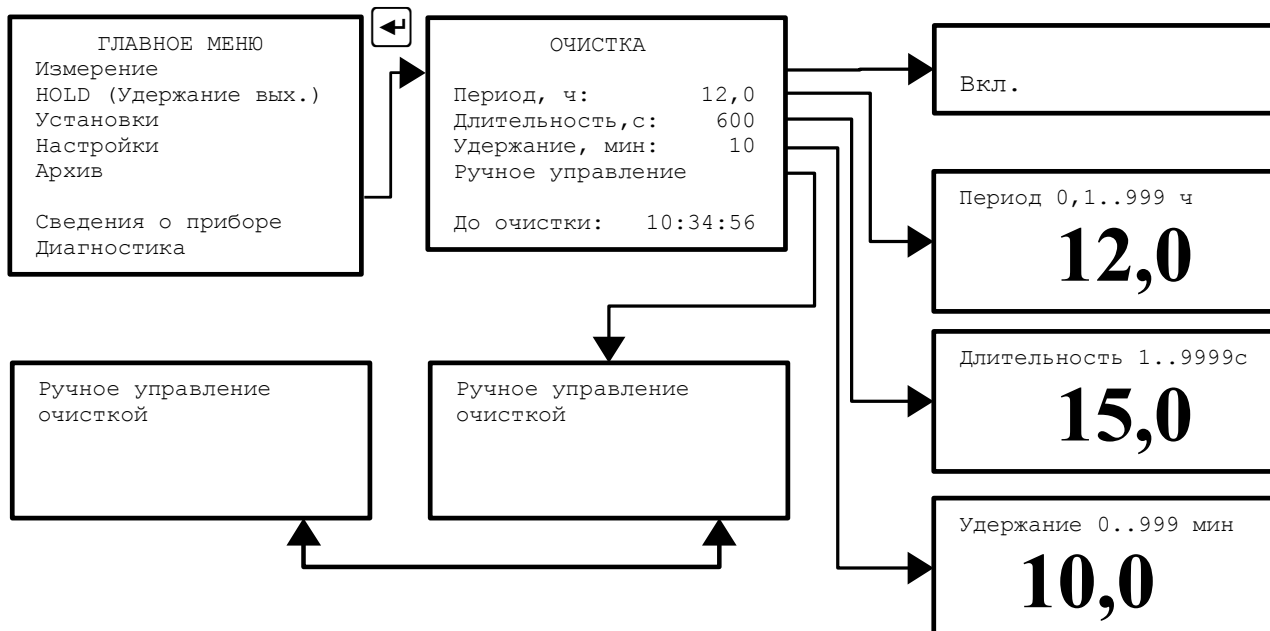 ГЛАВНОЕ МЕНЮ
Измерение
HOLD (Удержание вых.)
Установки
Настройки
Архив
Сведения о приборе
Диагностика
ОЧИСТКА
Период, ч: 12,0
Длительность,с: 600
Удержание, мин: 10
Ручное управление
До очистки: 10:34:56
Вкл.
Период 0,1..999 ч
12,0
Длительность 1..9999с
15,0
Удержание 0..999 мин
10,0
Ручное управление
очисткой
Ручное управление
очисткой